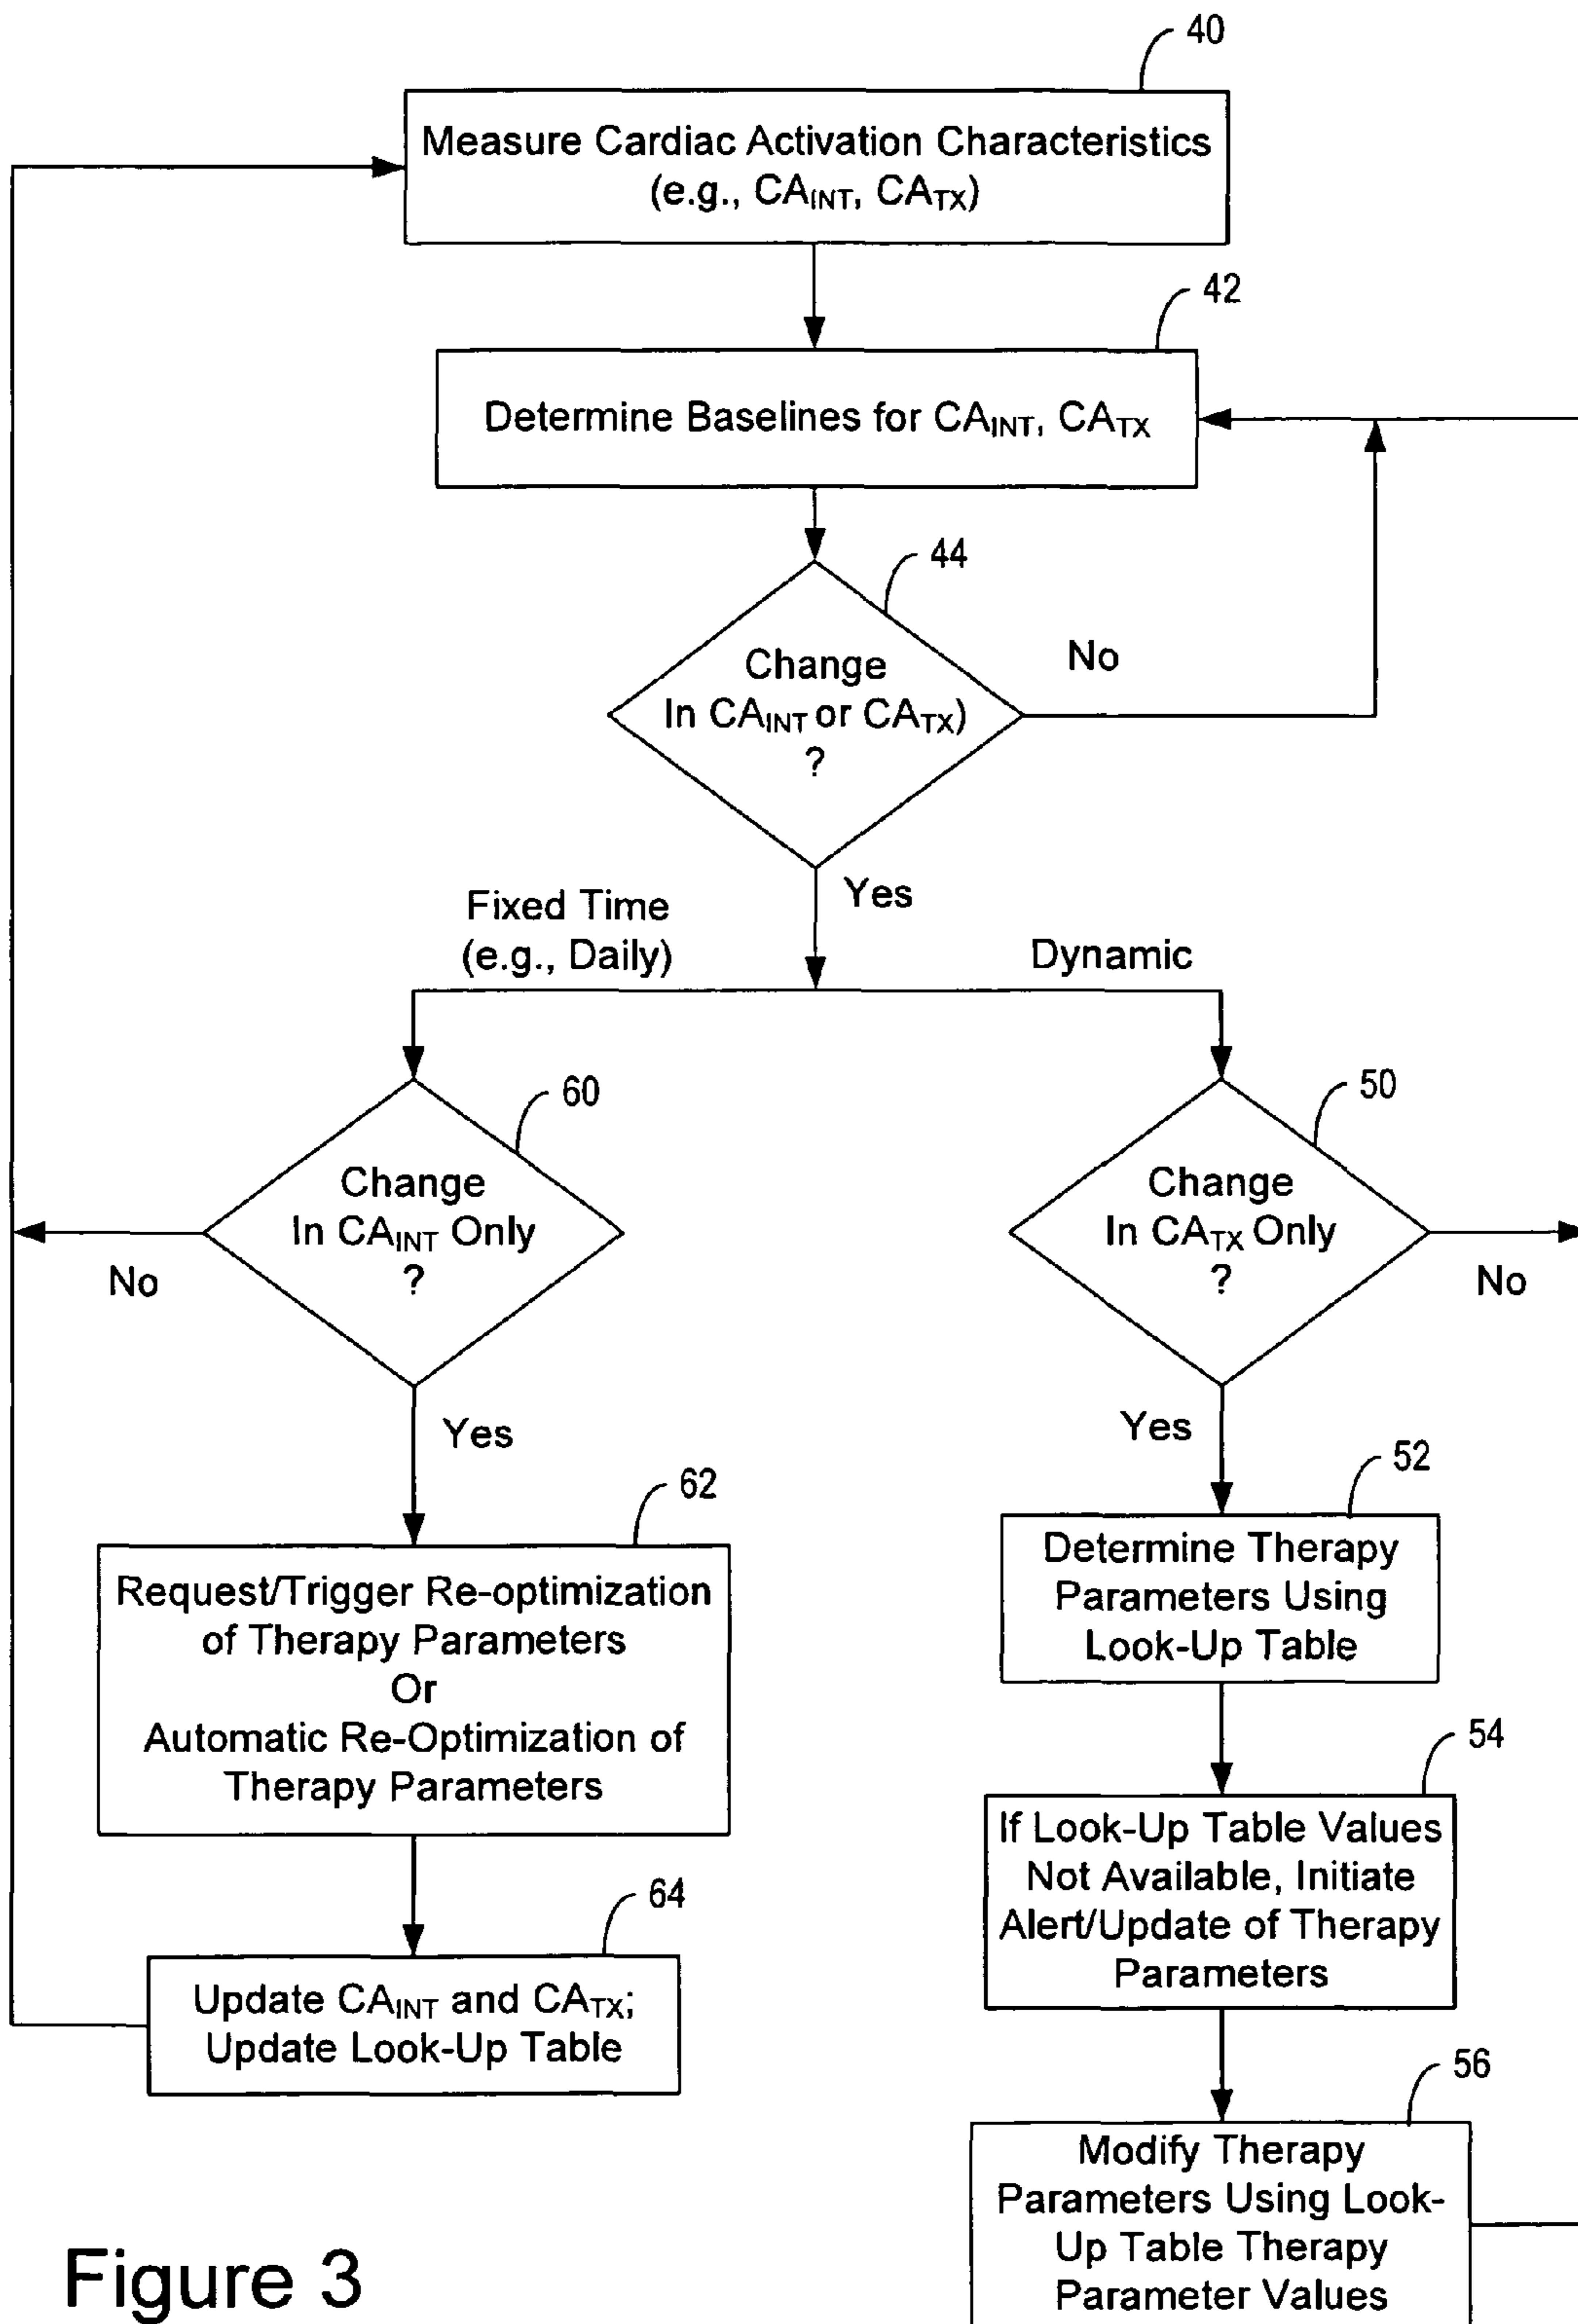 40
Measure Cardiac Activation Characteristics
(e.g., CAINT, CATX)
42
Determine Baselines for CAINT, CATX
44
Change
In CAINT or CATX)
?
No
Yes
Fixed Time
(e.g., Daily)
Dynamic
60
Change
In CAINT Only
?
No
Yes
50
Change
In CATX Only
?
No
Yes
62
Request/Trigger Re-optimization
of Therapy Parameters
Or
Automatic Re-Optimization of
Therapy Parameters
64
Update CAINT and CATX;
Update Look-Up Table
52
Determine Therapy
Parameters Using
Look-Up Table
54
If Look-Up Table Values
Not Available, Initiate
Alert/Update of Therapy
Parameters
56
Modify Therapy
Parameters Using Look-
Up Table Therapy
Parameter Values
Figure 3